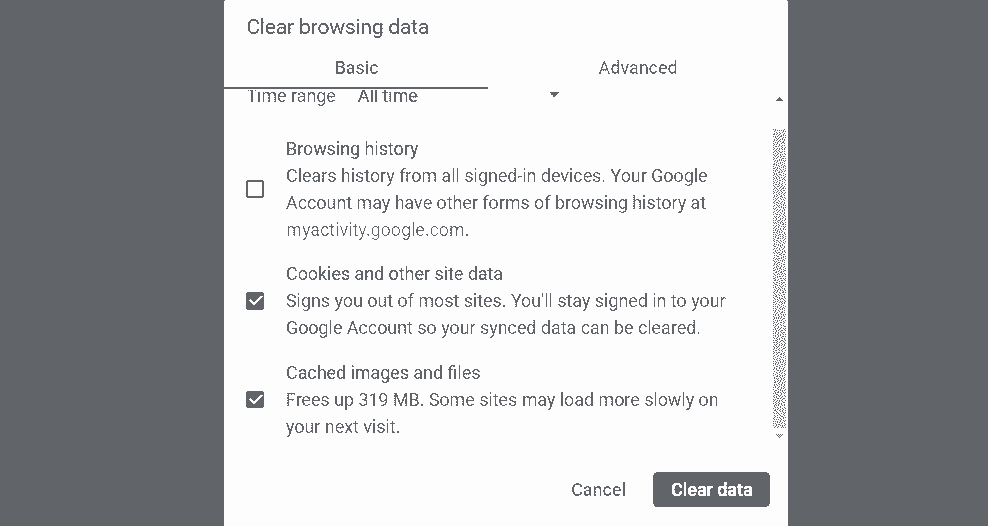 Clear browsing data
Basic Advanced
Time range All time
Browsing history
Clears history from all signed-in devices. Your Google
Account may have other forms of browsing history at
myactivity.google.com.
Cookies and other site data
Signs you out of most sites. You'll stay signed in to your
Google Account so your synced data can be cleared.
Cached images and files
Frees up 319 MB. Some sites may load more slowly on
your next visit.
Cancel Clear data